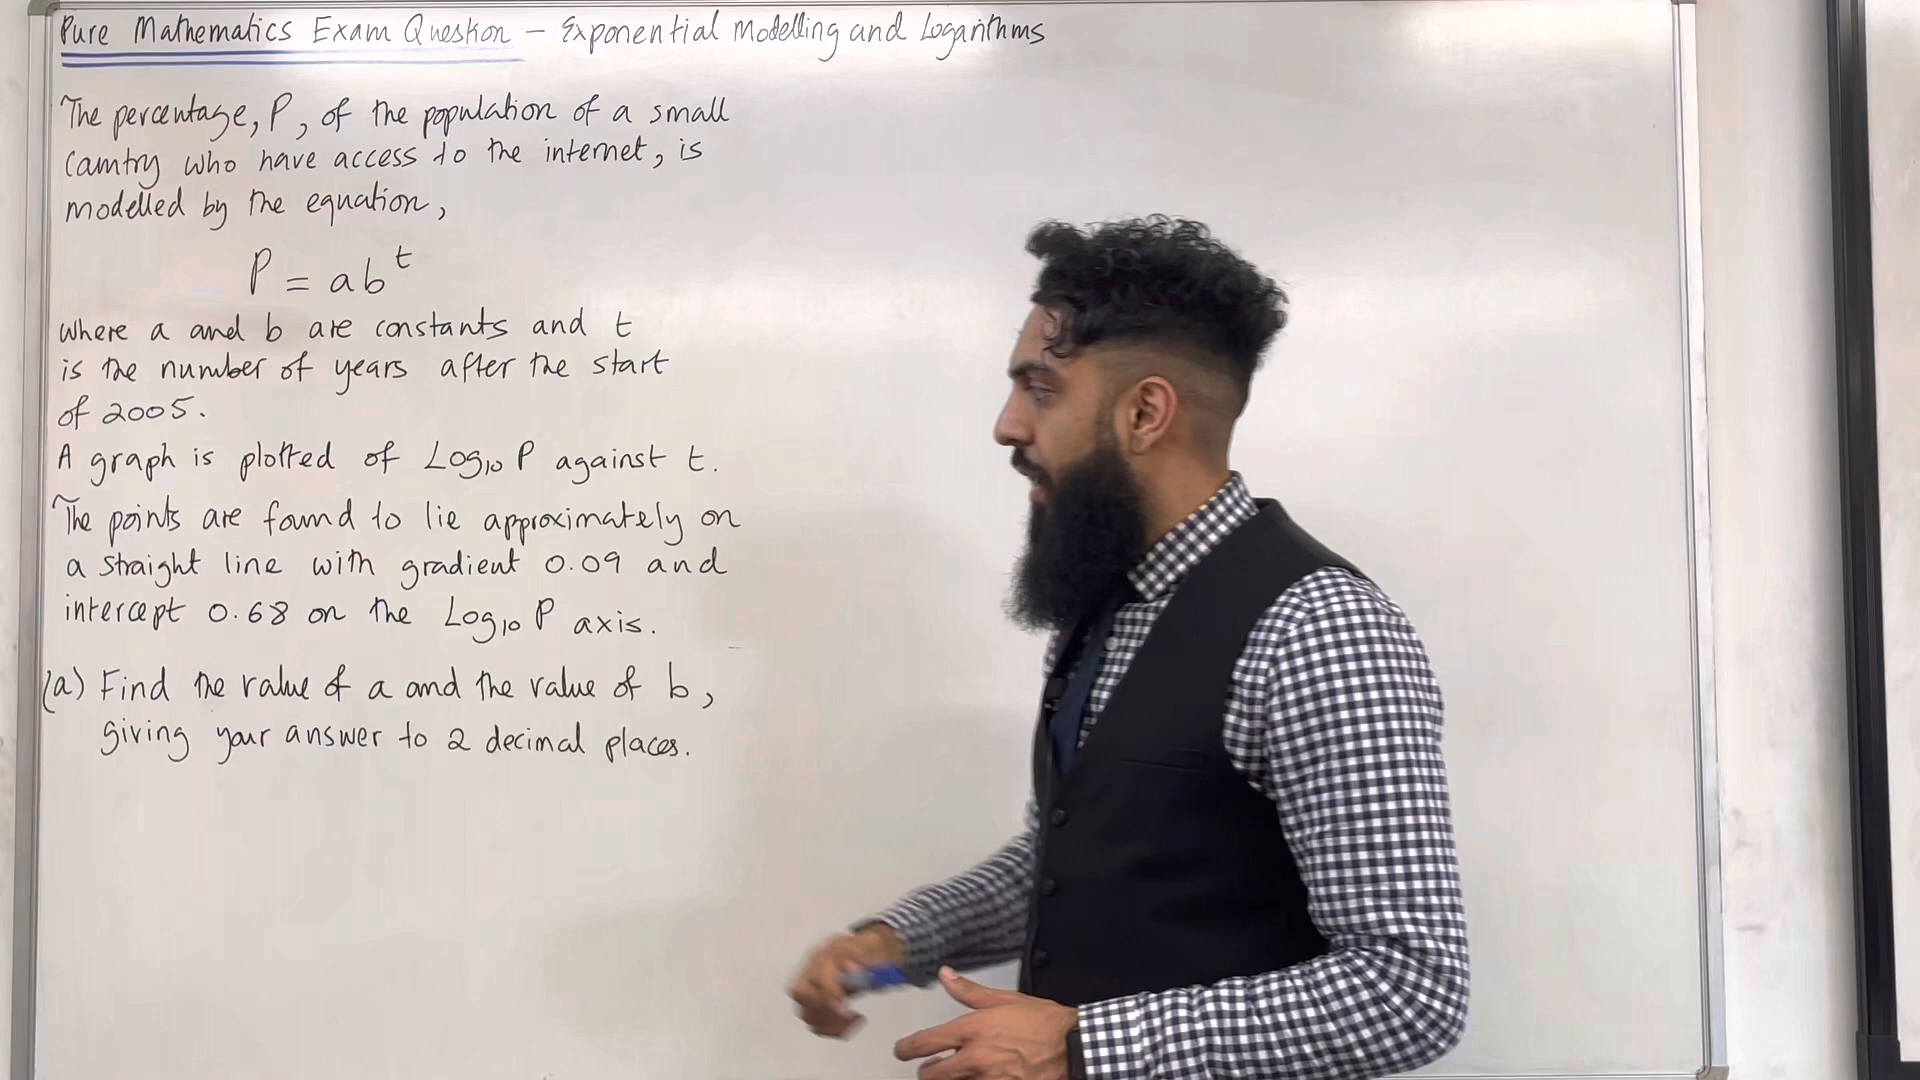 Pure Mathematics Exam Question - Exponential Modelling and Logarithms
The percentage, P, of the population of a small
Country who have access to the internet, is
modelled by the equation,
P = ab^t
where a and b are constants and t
is the number of years after the start
of 2005.
A graph is plotted of Log₁₀ P against t.
The points are found to lie approximately on
a straight line with gradient 0.09 and
intercept 0.68 on the Log₁₀ P axis.
(a) Find the value of a and the value of b,
giving your answer to 2 decimal places.